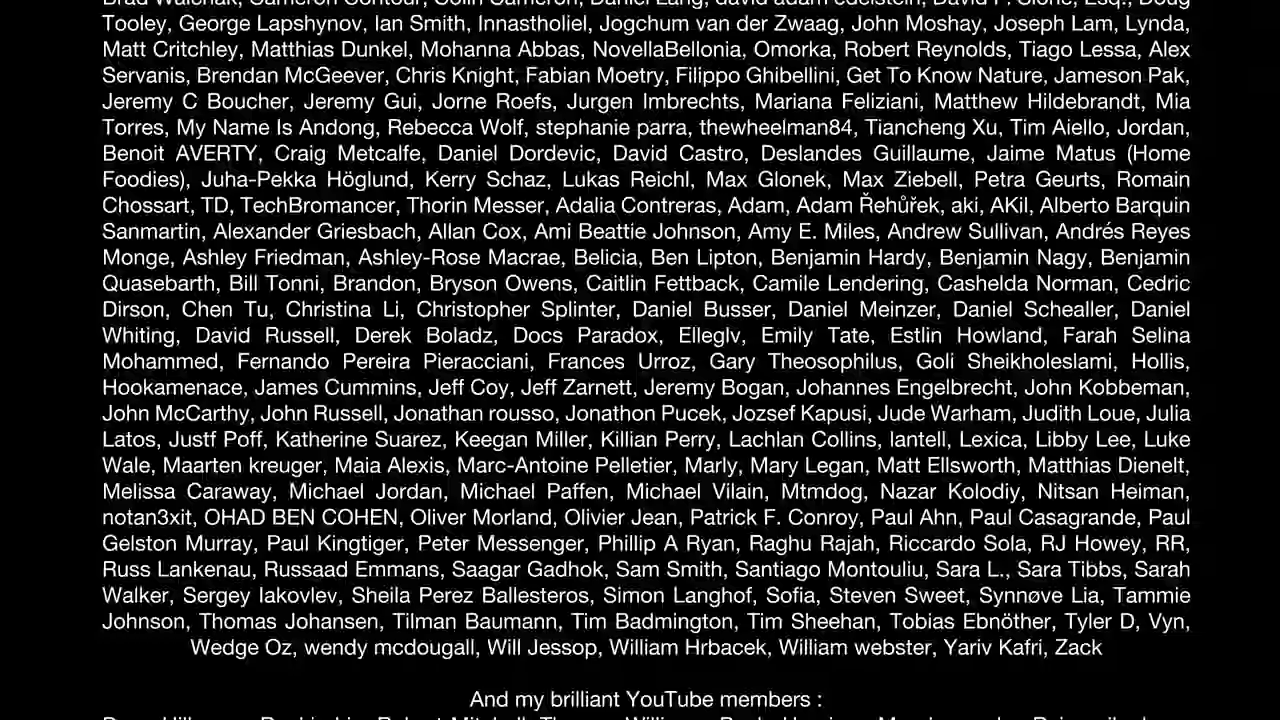 Tooley, George Lapshynov, Ian Smith, Innastholiel, Jogchum van der Zwaag, John Moshay, Joseph Lam, Lynda,
Matt Critchley, Matthias Dunkel, Mohanna Abbas, NovellaBellonia, Omorka, Robert Reynolds, Tiago Lessa, Alex
Servanis, Brendan McGeever, Chris Knight, Fabian Moetry, Filippo Ghibellini, Get To Know Nature, Jameson Pak,
Jeremy C Boucher, Jeremy Gui, Jorne Roefs, Jurgen Imbrechts, Mariana Feliziani, Matthew Hildebrandt, Mia
Torres, My Name Is Andong, Rebecca Wolf, stephanie parra, thewheelman84, Tiancheng Xu, Tim Aiello, Jordan,
Benoit AVERTY, Craig Metcalfe, Daniel Dordevic, David Castro, Deslandes Guillaume, Jaime Matus (Home
Foodies), Juha-Pekka Höglund, Kerry Schaz, Lukas Reichl, Max Glonek, Max Ziebell, Petra Geurts, Romain
Chossart, TD, TechBromancer, Thorin Messer, Adalia Contreras, Adam, Adam Řehůřek, aki, AKil, Alberto Barquin
Sanmartin, Alexander Griesbach, Allan Cox, Ami Beattie Johnson, Amy E. Miles, Andrew Sullivan, Andrés Reyes
Monge, Ashley Friedman, Ashley-Rose Macrae, Belicia, Ben Lipton, Benjamin Hardy, Benjamin Nagy, Benjamin
Quasebarth, Bill Tonni, Brandon, Bryson Owens, Caitlin Fettback, Camile Lendering, Cashelda Norman, Cedric
Dirson, Chen Tu, Christina Li, Christopher Splinter, Daniel Busser, Daniel Meinzer, Daniel Schealler, Daniel
Whiting, David Russell, Derek Boladz, Docs Paradox, Elleglv, Emily Tate, Estlin Howland, Farah Selina
Mohammed, Fernando Pereira Pieracciani, Frances Urroz, Gary Theosophilus, Goli Sheikholeslami, Hollis,
Hookamenace, James Cummins, Jeff Coy, Jeff Zarnett, Jeremy Bogan, Johannes Engelbrecht, John Kobbeman,
John McCarthy, John Russell, Jonathan rousso, Jonathon Pucek, Jozsef Kapusi, Jude Warham, Judith Loue, Julia
Latos, Justf Poff, Katherine Suarez, Keegan Miller, Killian Perry, Lachlan Collins, lantell, Lexica, Libby Lee, Luke
Wale, Maarten kreuger, Maia Alexis, Marc-Antoine Pelletier, Marly, Mary Legan, Matt Ellsworth, Matthias Dienelt,
Melissa Caraway, Michael Jordan, Michael Paffen, Michael Vilain, Mtmdog, Nazar Kolodiy, Nitsan Heiman,
notan3xit, OHAD BEN COHEN, Oliver Morland, Olivier Jean, Patrick F. Conroy, Paul Ahn, Paul Casagrande, Paul
Gelston Murray, Paul Kingtiger, Peter Messenger, Phillip A Ryan, Raghu Rajah, Riccardo Sola, RJ Howey, RR,
Russ Lankenau, Russaad Emmans, Saagar Gadhok, Sam Smith, Santiago Montouliu, Sara L., Sara Tibbs, Sarah
Walker, Sergey Iakovlev, Sheila Perez Ballesteros, Simon Langhof, Sofia, Steven Sweet, Synnøve Lia, Tammie
Johnson, Thomas Johansen, Tilman Baumann, Tim Badmington, Tim Sheehan, Tobias Ebnöther, Tyler D, Vyn,
Wedge Oz, wendy mcdougall, Will Jessop, William Hrbacek, William webster, Yariv Kafri, Zack
And my brilliant YouTube members :